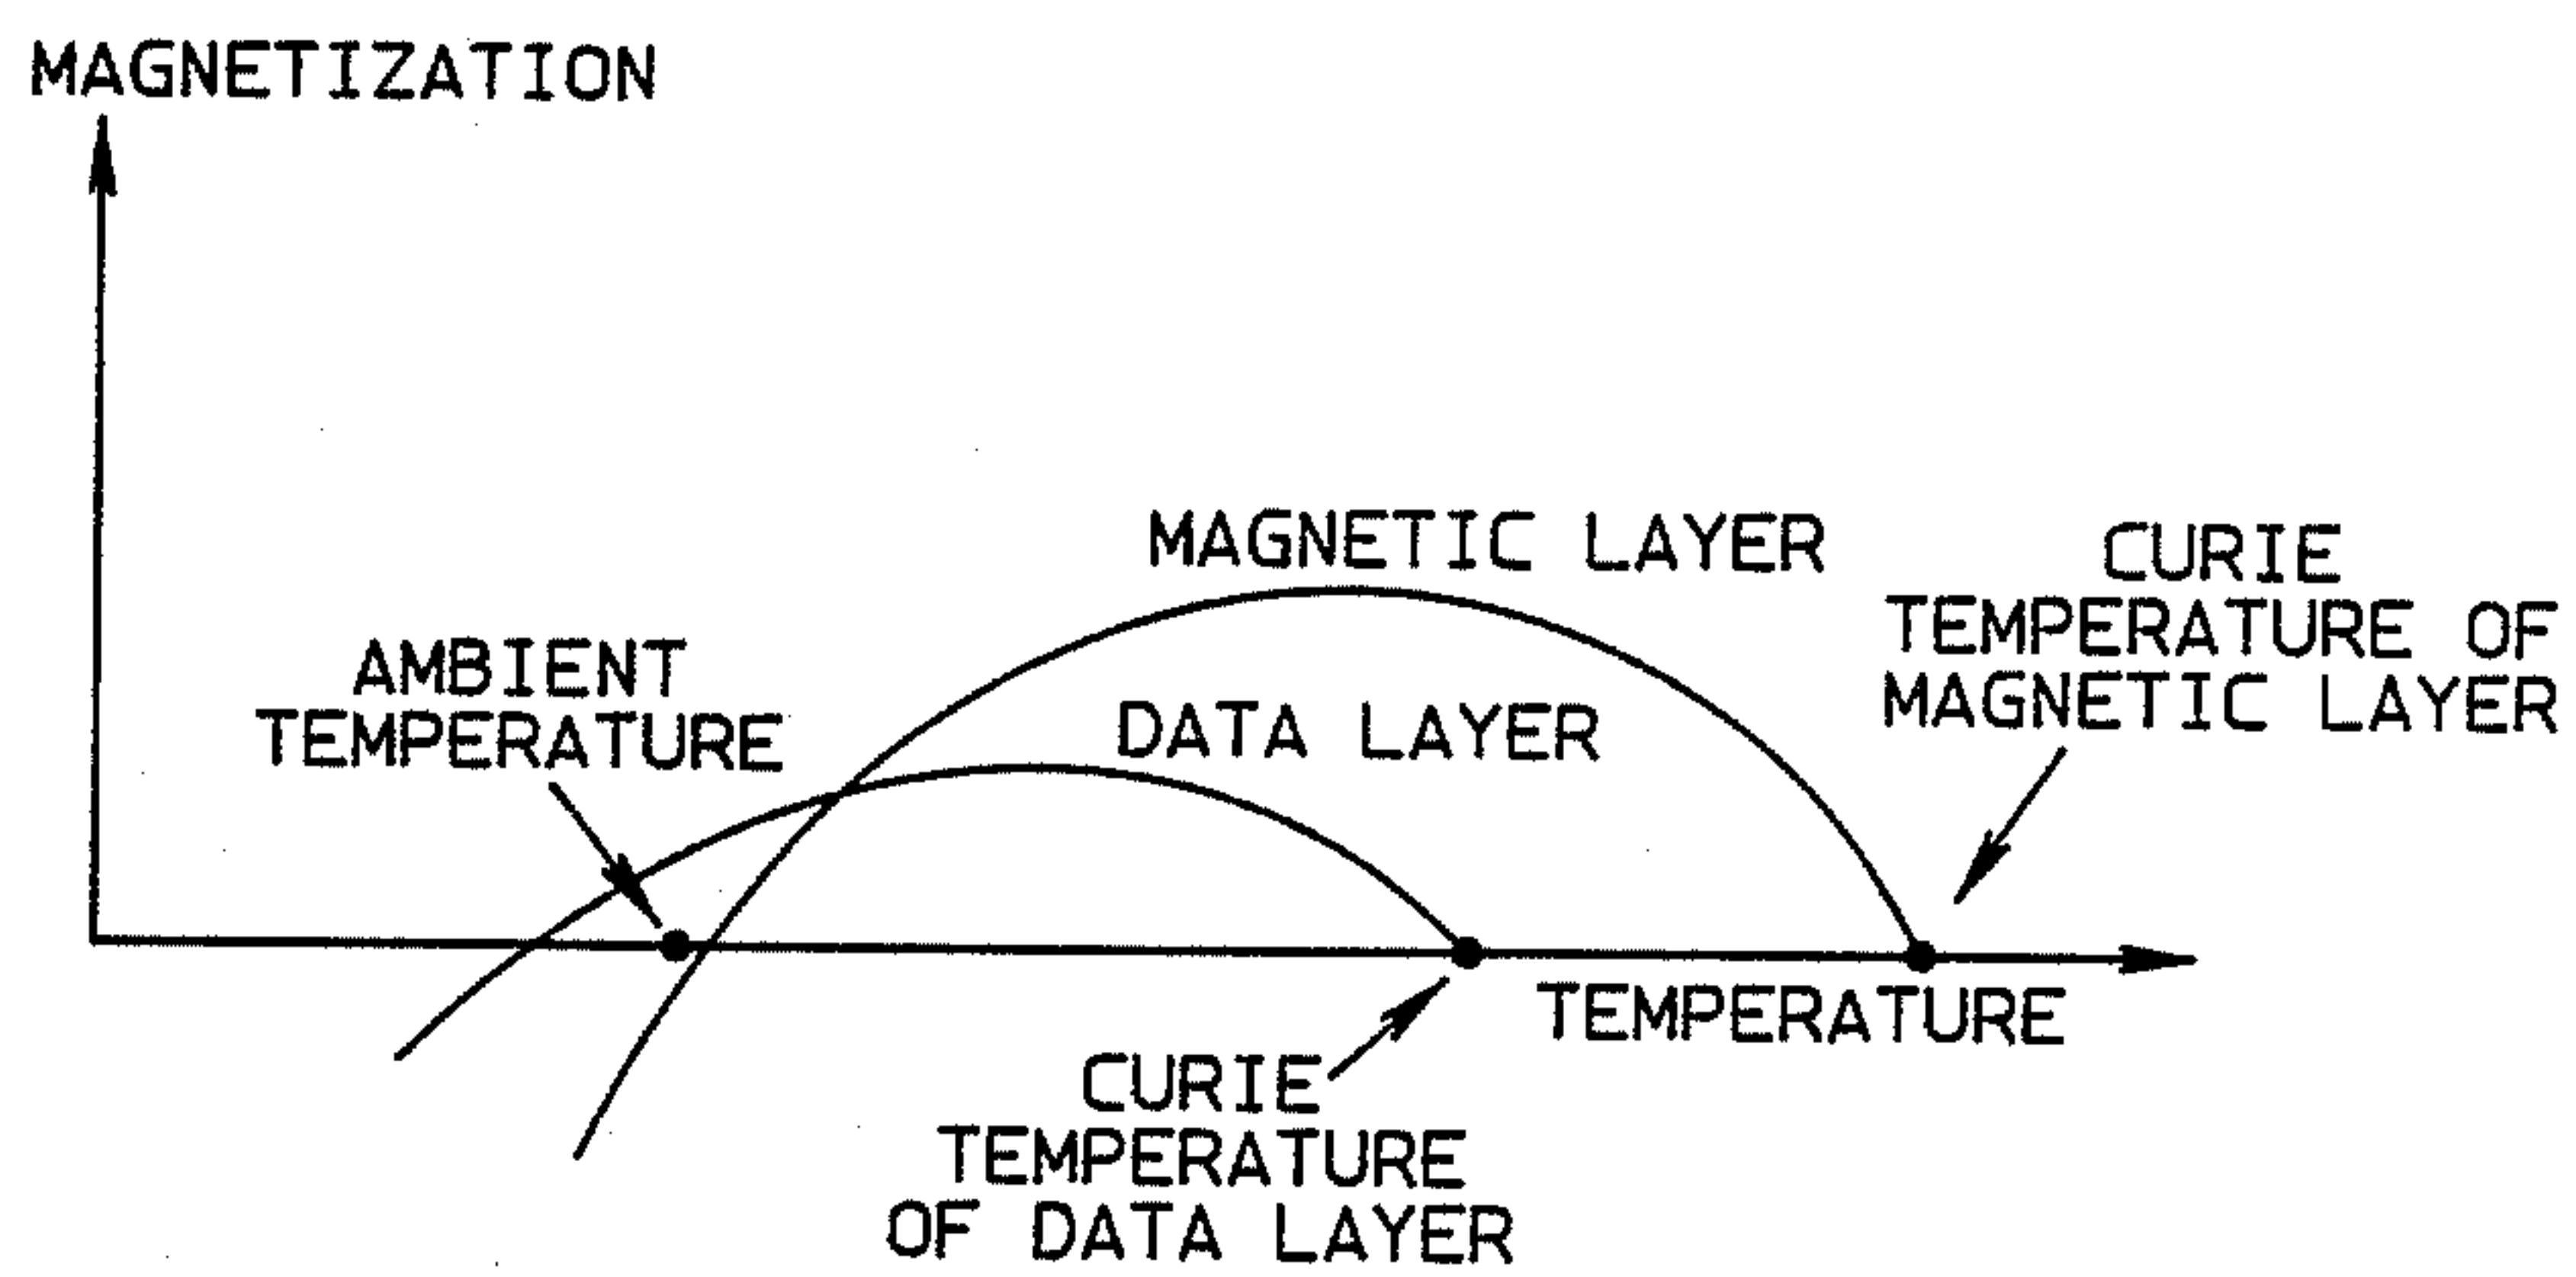 MAGNETIZATION
MAGNETIC LAYER
CURIE
TEMPERATURE OF
MAGNETIC LAYER
AMBIENT
TEMPERATURE
DATA LAYER
TEMPERATURE
CURIE
TEMPERATURE
OF DATA LAYER